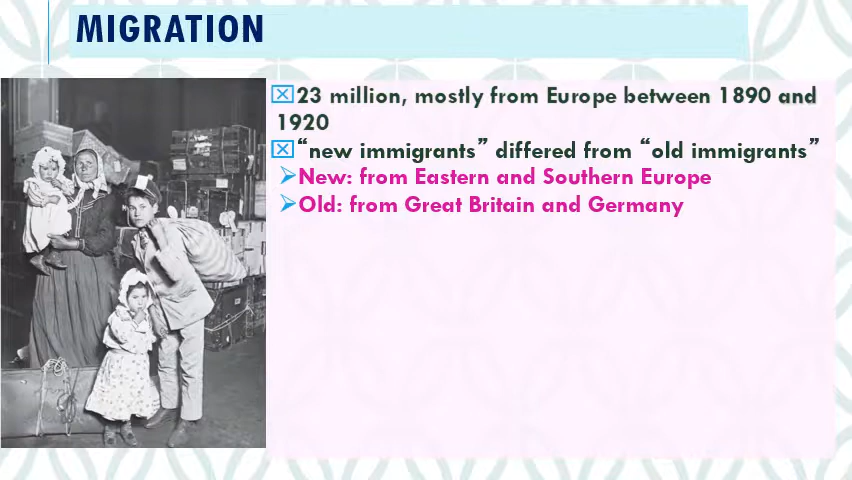 MIGRATION
23 million, mostly from Europe between 1890 and
1920
“new immigrants” differed from “old immigrants”
New: from Eastern and Southern Europe
Old: from Great Britain and Germany